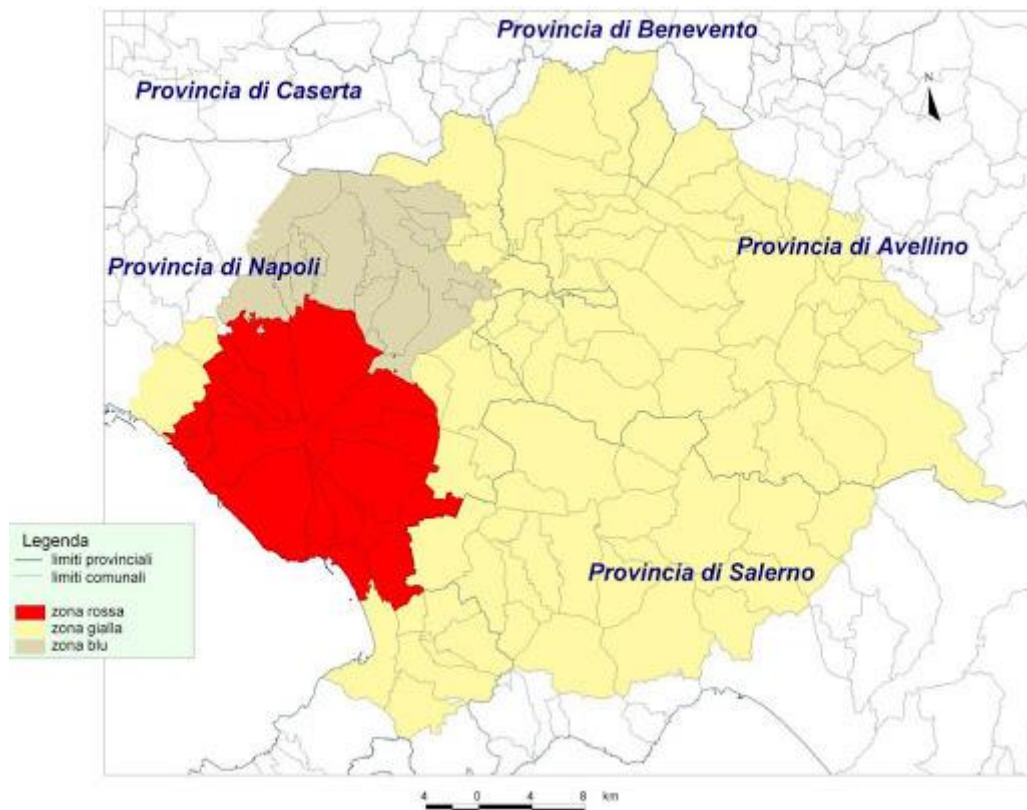 Provincia di Benevento
Provincia di Caserta
N
Provincia di Avellino
Provincia di Napoli
Legenda
limiti provinciali
limiti comunali
Provincia di Salerno
zona rossa
zona gialla
zona blu
4 0 4 8 km